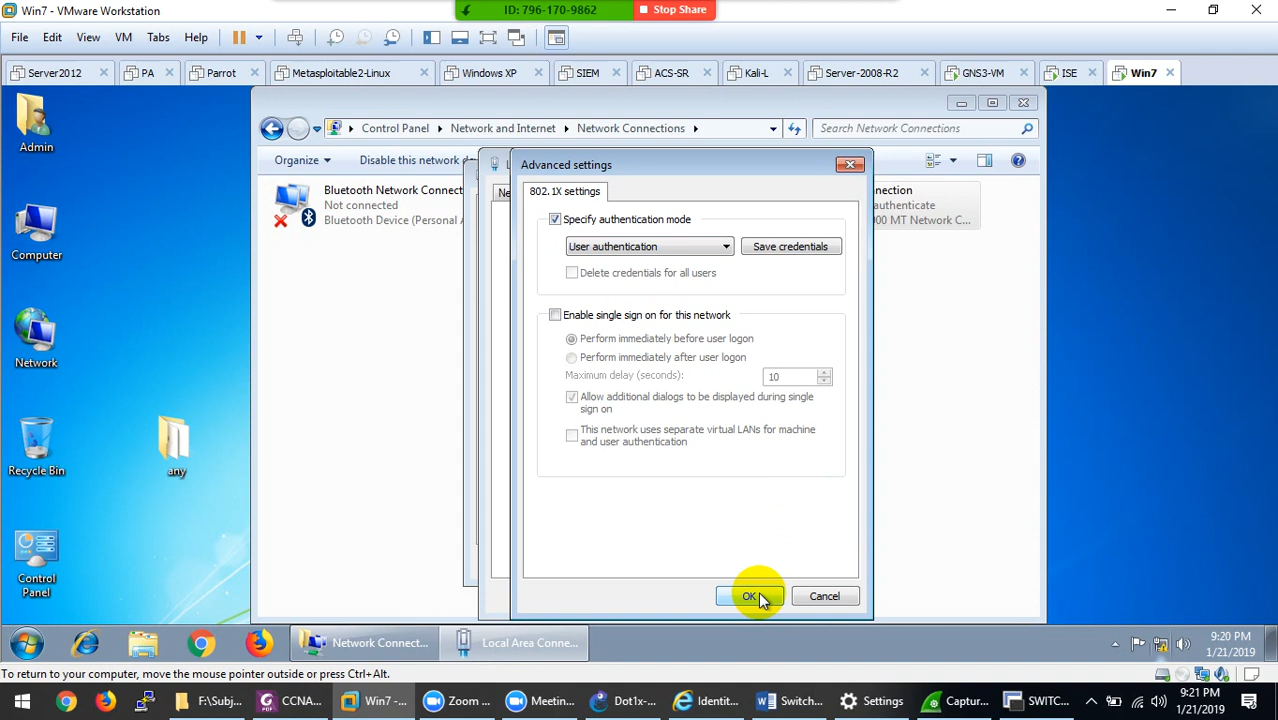 Win7 - VMware Workstation
ID: 796-170-9862
Stop Share
File Edit View VM Tabs Help
Server2012 PA Parrot Metasploitable2-Linux Windows XP SIEM ACS-SR Kali-L Server-2008-R2 GNS3-VM ISE Win7
Control Panel Network and Internet Network Connections
Search Network Connections
Organize Disable this network de
Admin
Computer
Network
Recycle Bin
any
Control
Panel
Bluetooth Network Connect
Not connected
Bluetooth Device (Personal A
L
Ne
nnection
authenticate
00 MT Network C...
Advanced settings
802.1X settings
Specify authentication mode
User authentication Save credentials
Delete credentials for all users
Enable single sign on for this network
Perform immediately before user logon
Perform immediately after user logon
Maximum delay (seconds): 10
Allow additional dialogs to be displayed during single
sign on
This network uses separate virtual LANs for machine
and user authentication
OK Cancel
Network Connect... Local Area Conne...
9:20 PM
1/21/2019
To return to your computer, move the mouse pointer outside or press Ctrl+Alt.
F:\Subj... CCNA... Win7 -... Zoom ... Meetin... Dot1x-... Identit... Switch... Settings Captur... SWITC...
9:21 PM
1/21/2019